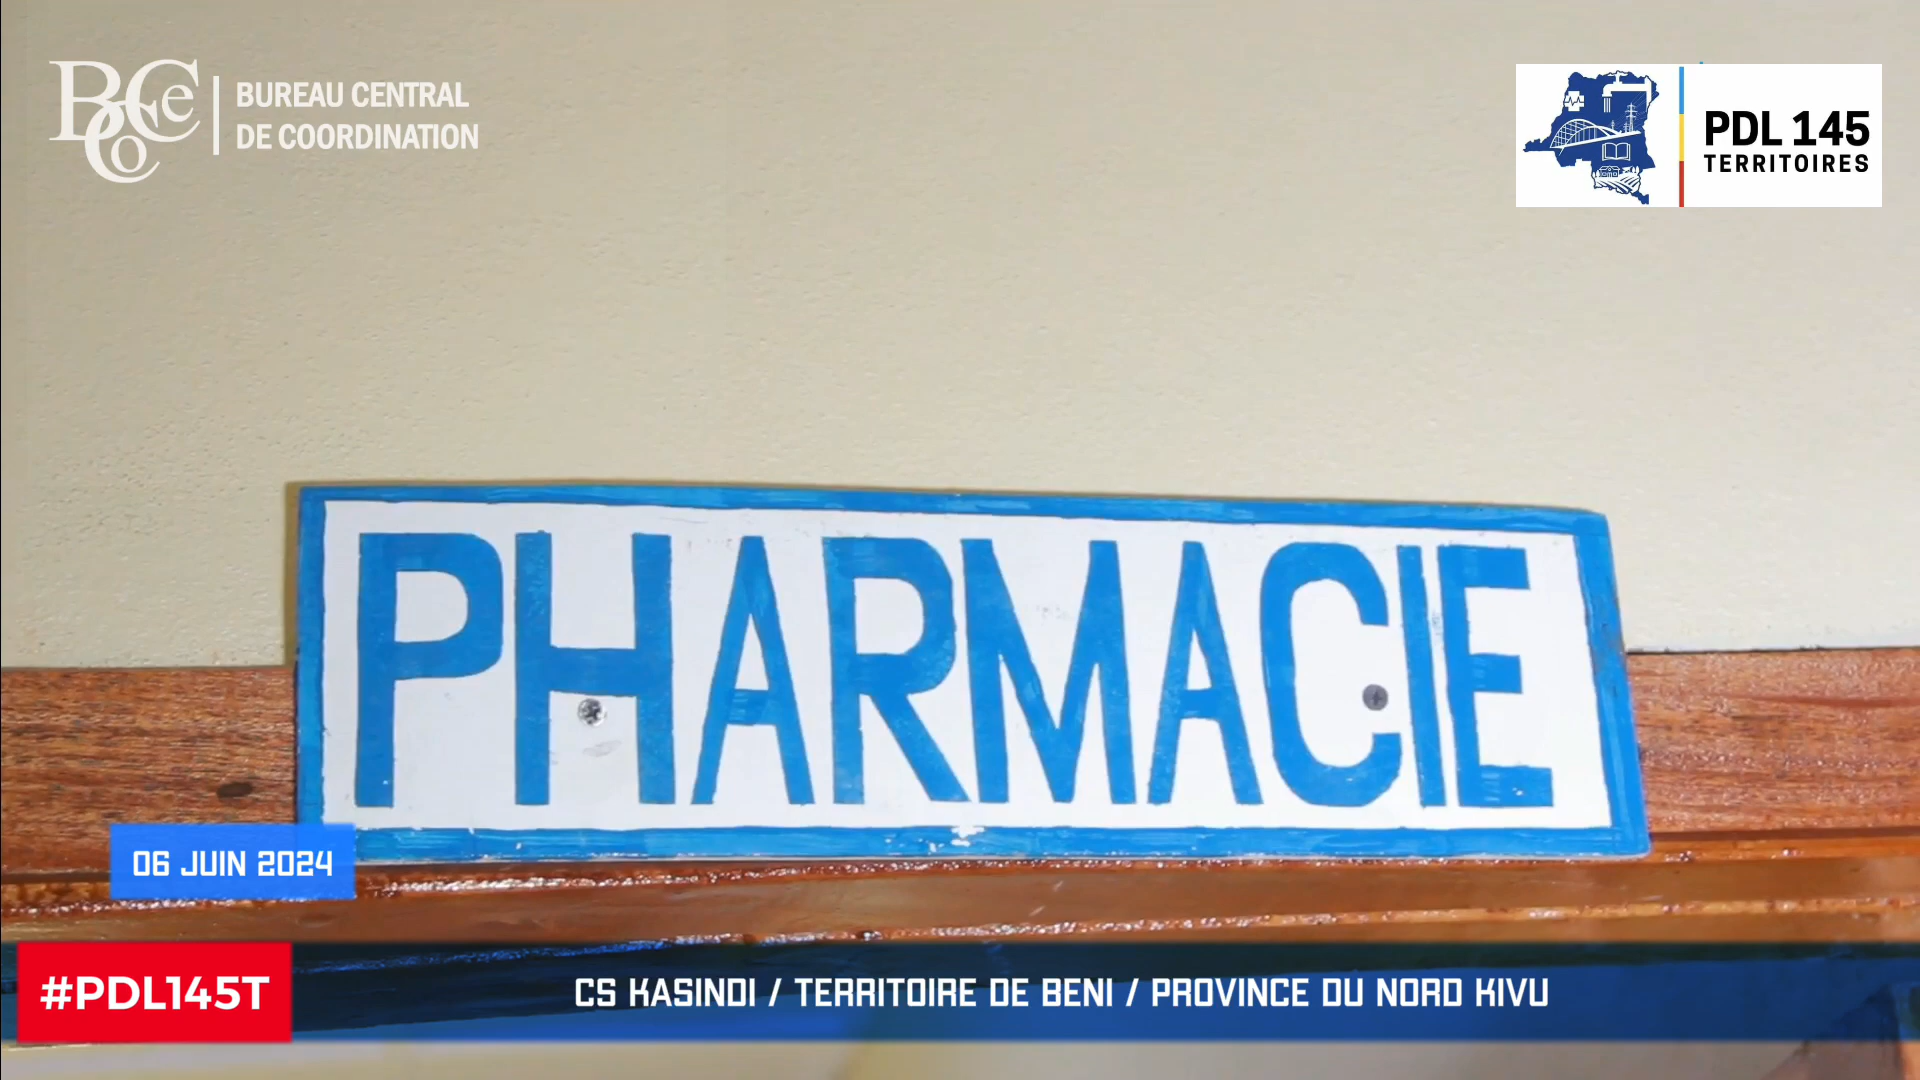 BCeCo
BUREAU CENTRAL
DE COORDINATION
PDL 145
TERRITOIRES
PHARMACIE
06 JUIN 2024
#PDL145T
CS KASINDI / TERRITOIRE DE BENI / PROVINCE DU NORD KIVU